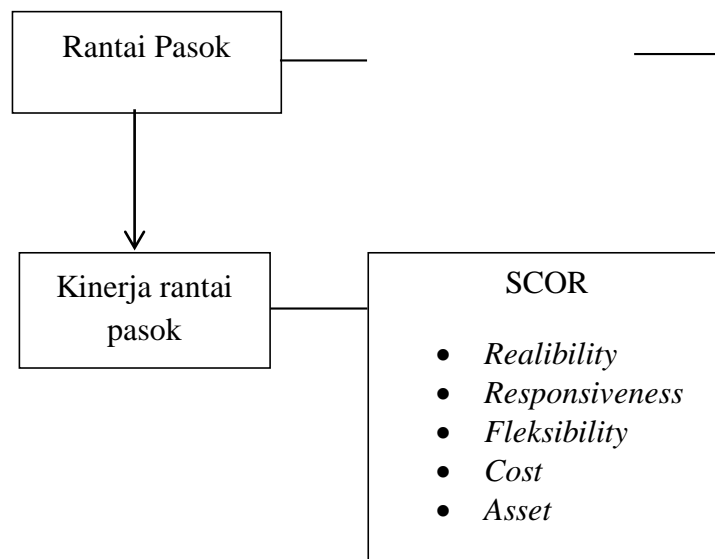 Rantai Pasok
Kinerja rantai
pasok
SCOR
• Realibility
• Responsiveness
• Fleksibility
• Cost
• Asset